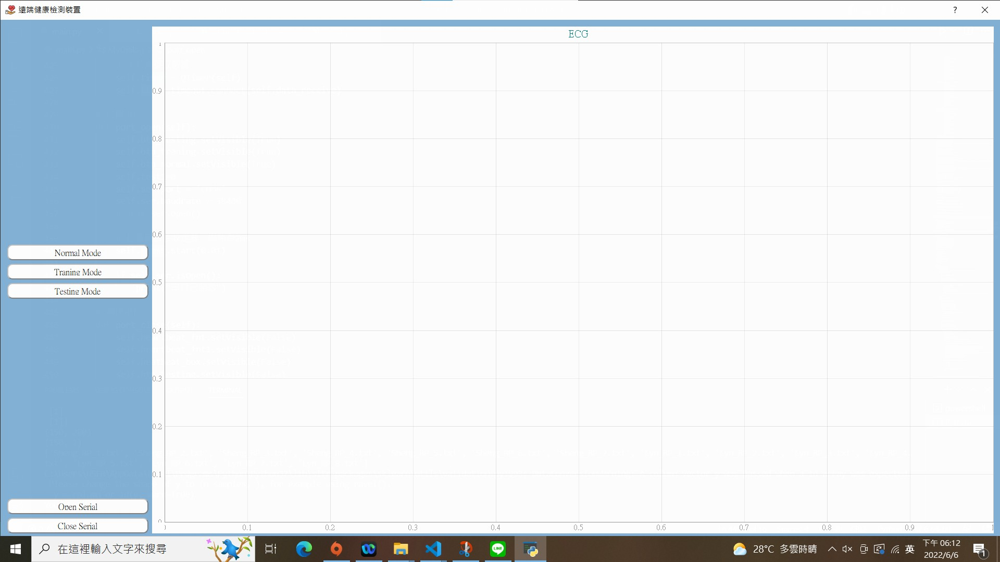 遠端健康檢測裝置
?
ECG
1
0.9
0.8
0.7
0.6
0.5
0.4
0.3
0.2
0.1
0
0.1
0.2
0.3
0.4
0.5
0.6
0.7
0.8
0.9
1
Normal Mode
Traning Mode
Testing Mode
Open Serial
Close Serial
在這裡輸入文字來搜尋
LINE
28°C 多雲時晴
英
下午 06:12
2022/6/6
1